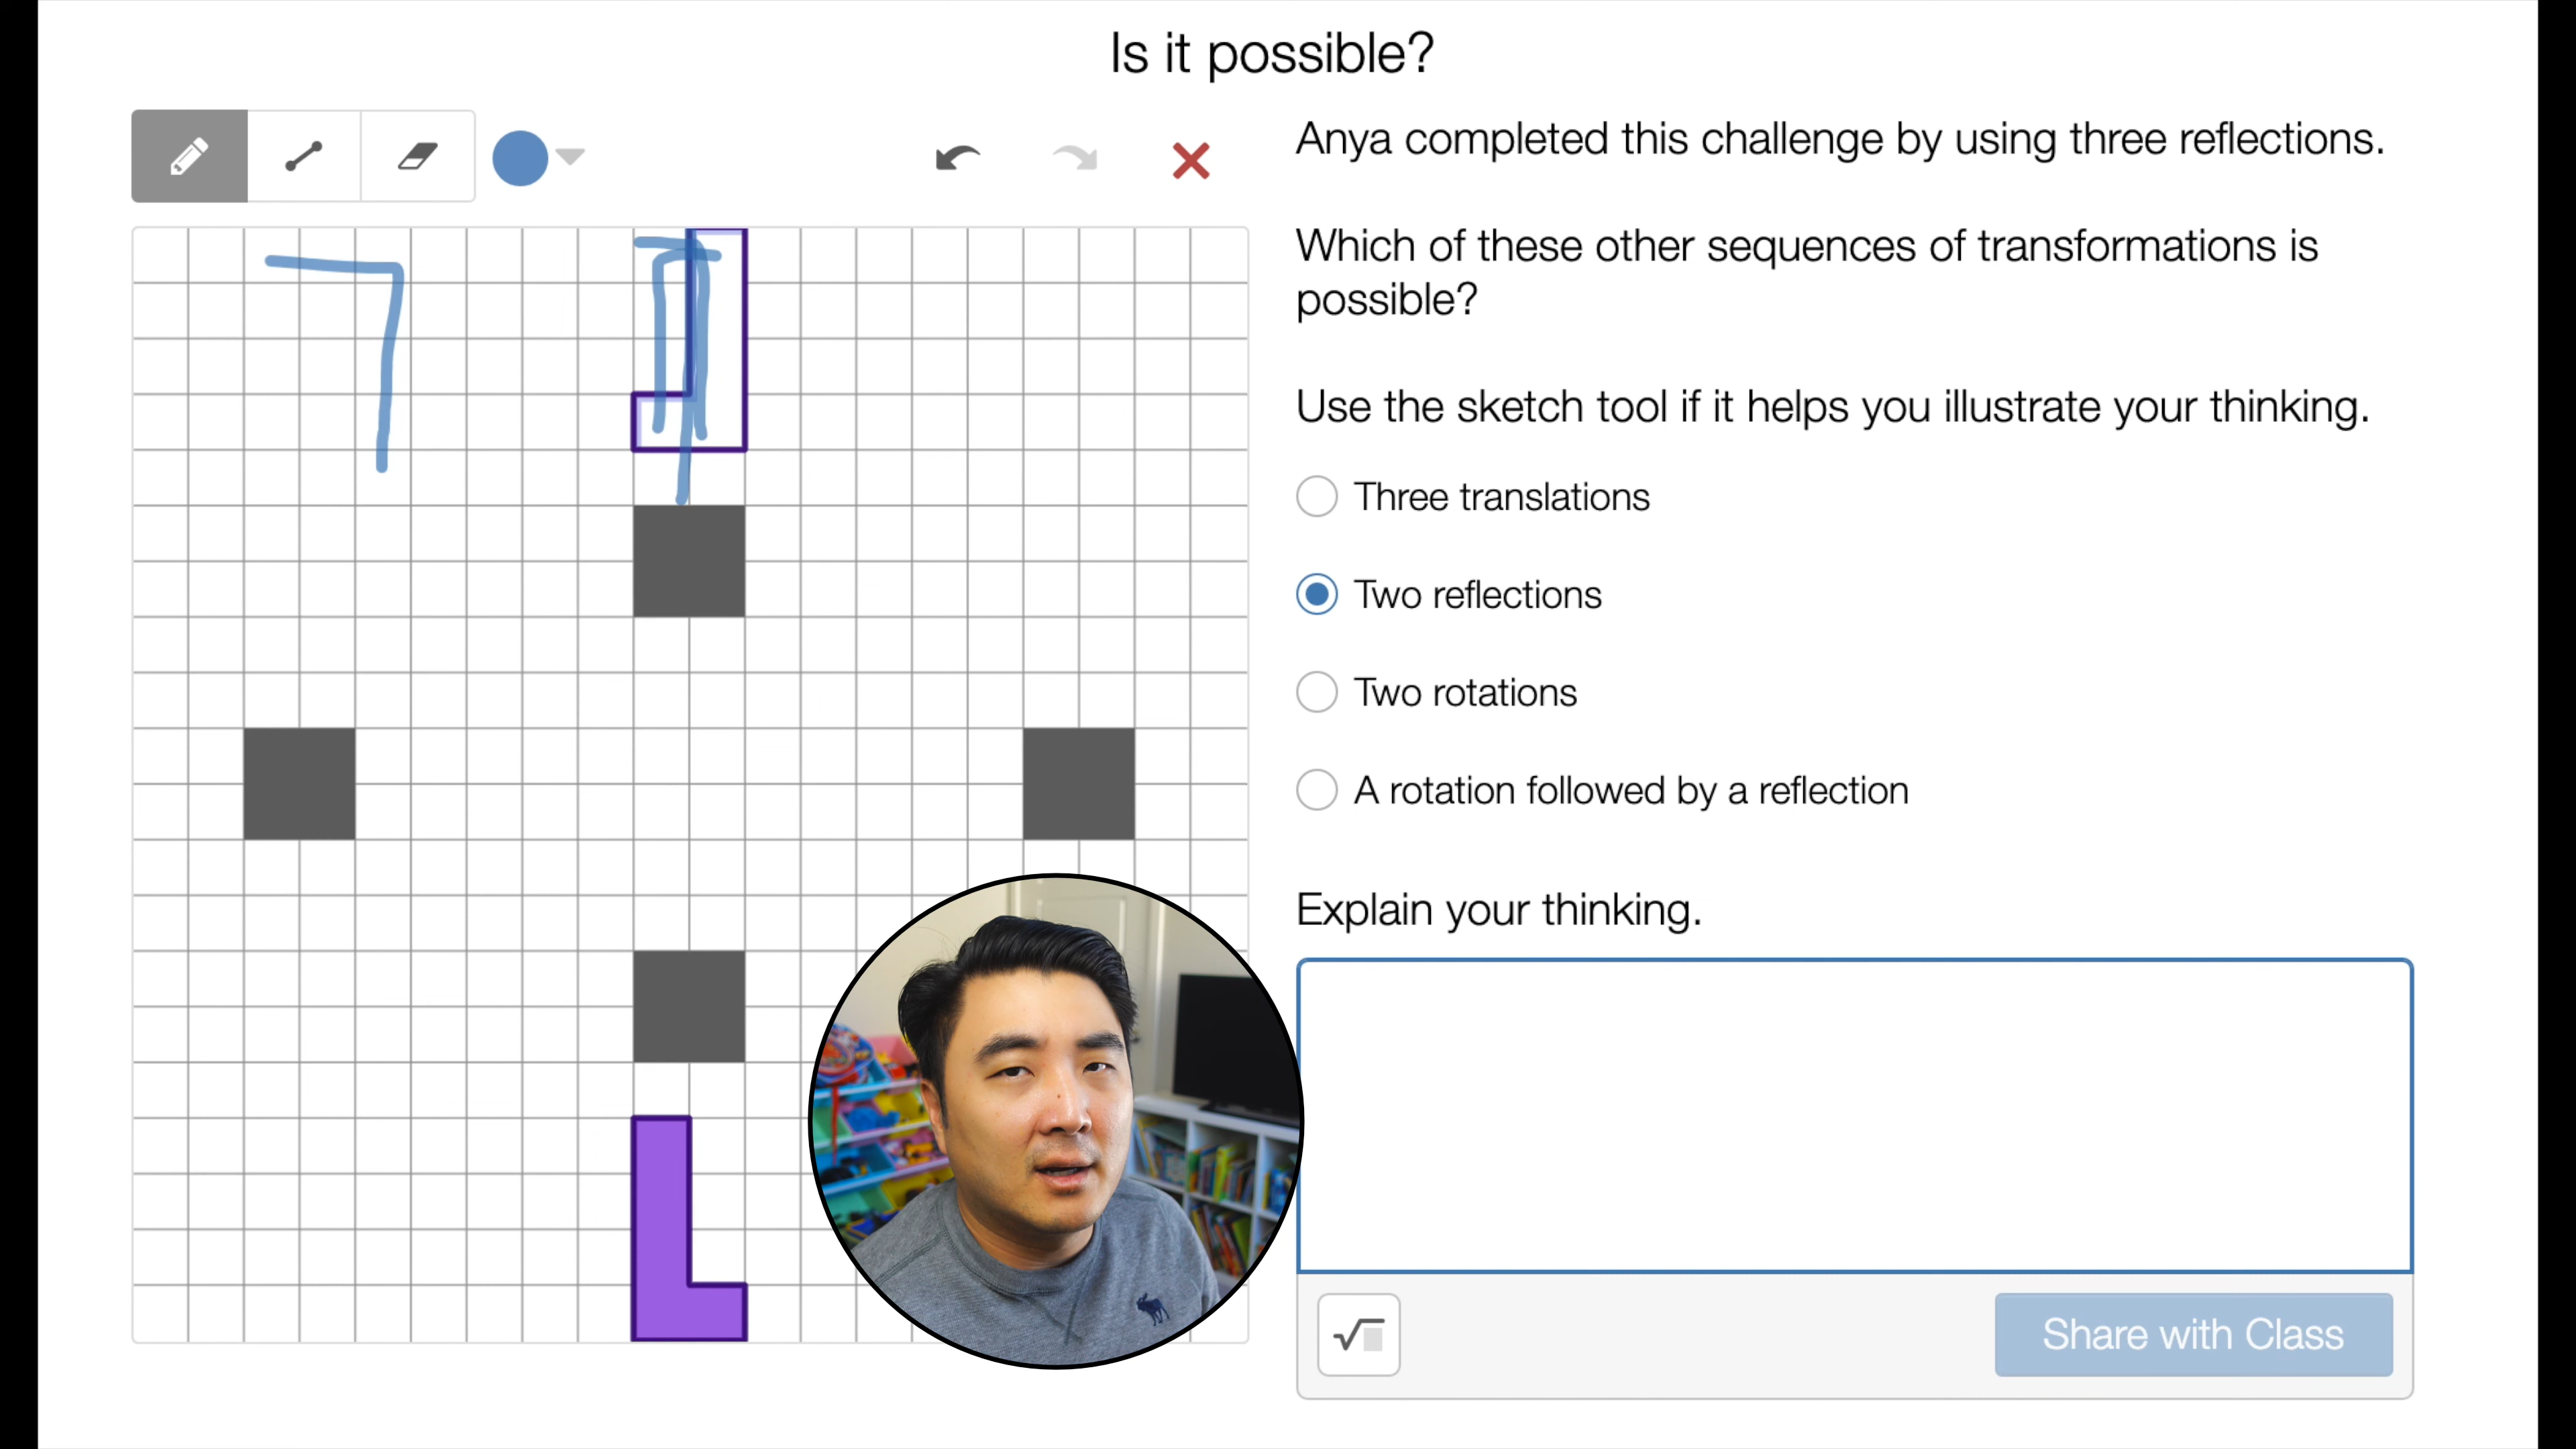 Is it possible?
Anya completed this challenge by using three reflections.
Which of these other sequences of transformations is
possible?
Use the sketch tool if it helps you illustrate your thinking.
Three translations
Two reflections
Two rotations
A rotation followed by a reflection
Explain your thinking.
Share with Class